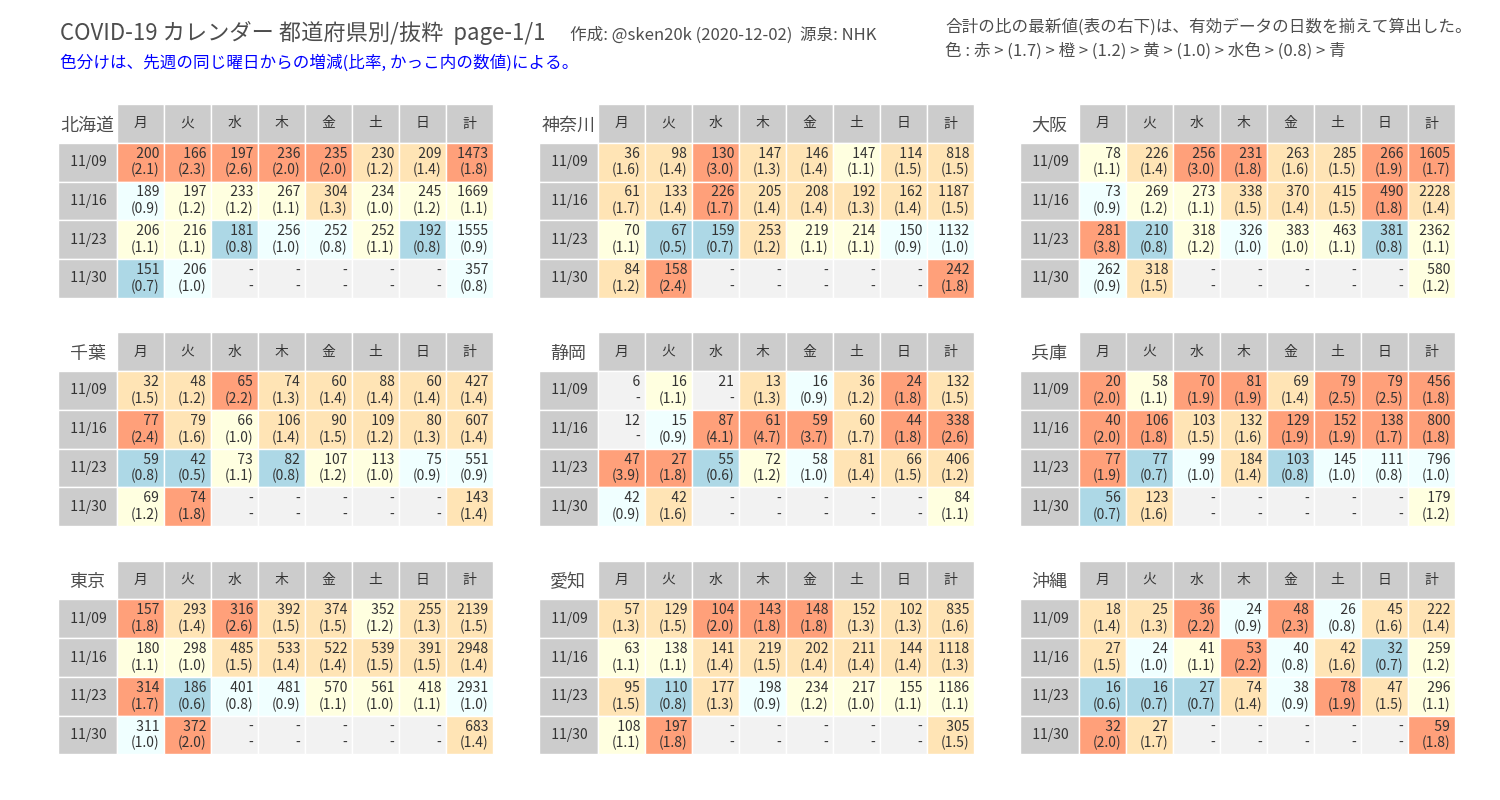 COVID-19 カレンダー 都道府県別/抜粋 page-1/1 作成: @sken20k (2020-12-02) 源泉: NHK
色分けは、先週の同じ曜日からの増減(比率, かっこ内の数値)による。
合計の比の最新値(表の右下)は、有効データの日数を揃えて算出した。
色 : 赤 > (1.7) > 橙 > (1.2) > 黄 > (1.0) > 水色 > (0.8) > 青
北海道 月 火 水 木 金 土 日 計
11/09 200 166 197 236 235 230 209 1473
(2.1) (2.3) (2.6) (2.0) (2.0) (1.2) (1.4) (1.8)
11/16 189 197 233 267 304 234 245 1669
(0.9) (1.2) (1.2) (1.1) (1.3) (1.0) (1.2) (1.1)
11/23 206 216 181 256 252 252 192 1555
(1.1) (1.1) (0.8) (1.0) (0.8) (1.1) (0.8) (0.9)
11/30 151 206 - - - - - 357
(0.7) (1.0) - - - - - (0.8)
神奈川 月 火 水 木 金 土 日 計
11/09 36 98 130 147 146 147 114 818
(1.6) (1.4) (3.0) (1.3) (1.4) (1.1) (1.5) (1.5)
11/16 61 133 226 205 208 192 162 1187
(1.7) (1.4) (1.7) (1.4) (1.4) (1.3) (1.4) (1.5)
11/23 70 67 159 253 219 214 150 1132
(1.1) (0.5) (0.7) (1.2) (1.1) (1.1) (0.9) (1.0)
11/30 84 158 - - - - - 242
(1.2) (2.4) - - - - - (1.8)
大阪 月 火 水 木 金 土 日 計
11/09 78 226 256 231 263 285 266 1605
(1.1) (1.4) (3.0) (1.8) (1.6) (1.5) (1.9) (1.7)
11/16 73 269 273 338 370 415 490 2228
(0.9) (1.2) (1.1) (1.5) (1.4) (1.5) (1.8) (1.4)
11/23 281 210 318 326 383 463 381 2362
(3.8) (0.8) (1.2) (1.0) (1.0) (1.1) (0.8) (1.1)
11/30 262 318 - - - - - 580
(0.9) (1.5) - - - - - (1.2)
千葉 月 火 水 木 金 土 日 計
11/09 32 48 65 74 60 88 60 427
(1.5) (1.2) (2.2) (1.3) (1.4) (1.4) (1.4) (1.4)
11/16 77 79 66 106 90 109 80 607
(2.4) (1.6) (1.0) (1.4) (1.5) (1.2) (1.3) (1.4)
11/23 59 42 73 82 107 113 75 551
(0.8) (0.5) (1.1) (0.8) (1.2) (1.0) (0.9) (0.9)
11/30 69 74 - - - - - 143
(1.2) (1.8) - - - - - (1.4)
静岡 月 火 水 木 金 土 日 計
11/09 6 16 21 13 16 36 24 132
- (1.1) - (1.3) (0.9) (1.2) (1.8) (1.5)
11/16 12 15 87 61 59 60 44 338
- (0.9) (4.1) (4.7) (3.7) (1.7) (1.8) (2.6)
11/23 47 27 55 72 58 81 66 406
(3.9) (1.8) (0.6) (1.2) (1.0) (1.4) (1.5) (1.2)
11/30 42 42 - - - - - 84
(0.9) (1.6) - - - - - (1.1)
兵庫 月 火 水 木 金 土 日 計
11/09 20 58 70 81 69 79 79 456
(2.0) (1.1) (1.9) (1.9) (1.4) (2.5) (2.5) (1.8)
11/16 40 106 103 132 129 152 138 800
(2.0) (1.8) (1.5) (1.6) (1.9) (1.9) (1.7) (1.8)
11/23 77 77 99 184 103 145 111 796
(1.9) (0.7) (1.0) (1.4) (0.8) (1.0) (0.8) (1.0)
11/30 56 123 - - - - - 179
(0.7) (1.6) - - - - - (1.2)
東京 月 火 水 木 金 土 日 計
11/09 157 293 316 392 374 352 255 2139
(1.8) (1.4) (2.6) (1.5) (1.5) (1.2) (1.3) (1.5)
11/16 180 298 485 533 522 539 391 2948
(1.1) (1.0) (1.5) (1.4) (1.4) (1.5) (1.5) (1.4)
11/23 314 186 401 481 570 561 418 2931
(1.7) (0.6) (0.8) (0.9) (1.1) (1.0) (1.1) (1.0)
11/30 311 372 - - - - - 683
(1.0) (2.0) - - - - - (1.4)
愛知 月 火 水 木 金 土 日 計
11/09 57 129 104 143 148 152 102 835
(1.3) (1.5) (2.0) (1.8) (1.8) (1.3) (1.3) (1.6)
11/16 63 138 141 219 202 211 144 1118
(1.1) (1.1) (1.4) (1.5) (1.4) (1.4) (1.4) (1.3)
11/23 95 110 177 198 234 217 155 1186
(1.5) (0.8) (1.3) (0.9) (1.2) (1.0) (1.1) (1.1)
11/30 108 197 - - - - - 305
(1.1) (1.8) - - - - - (1.5)
沖縄 月 火 水 木 金 土 日 計
11/09 18 25 36 24 48 26 45 222
(1.4) (1.3) (2.2) (0.9) (2.3) (0.8) (1.6) (1.4)
11/16 27 24 41 53 40 42 32 259
(1.5) (1.0) (1.1) (2.2) (0.8) (1.6) (0.7) (1.2)
11/23 16 16 27 74 38 78 47 296
(0.6) (0.7) (0.7) (1.4) (0.9) (1.9) (1.5) (1.1)
11/30 32 27 - - - - - 59
(2.0) (1.7) - - - - - (1.8)